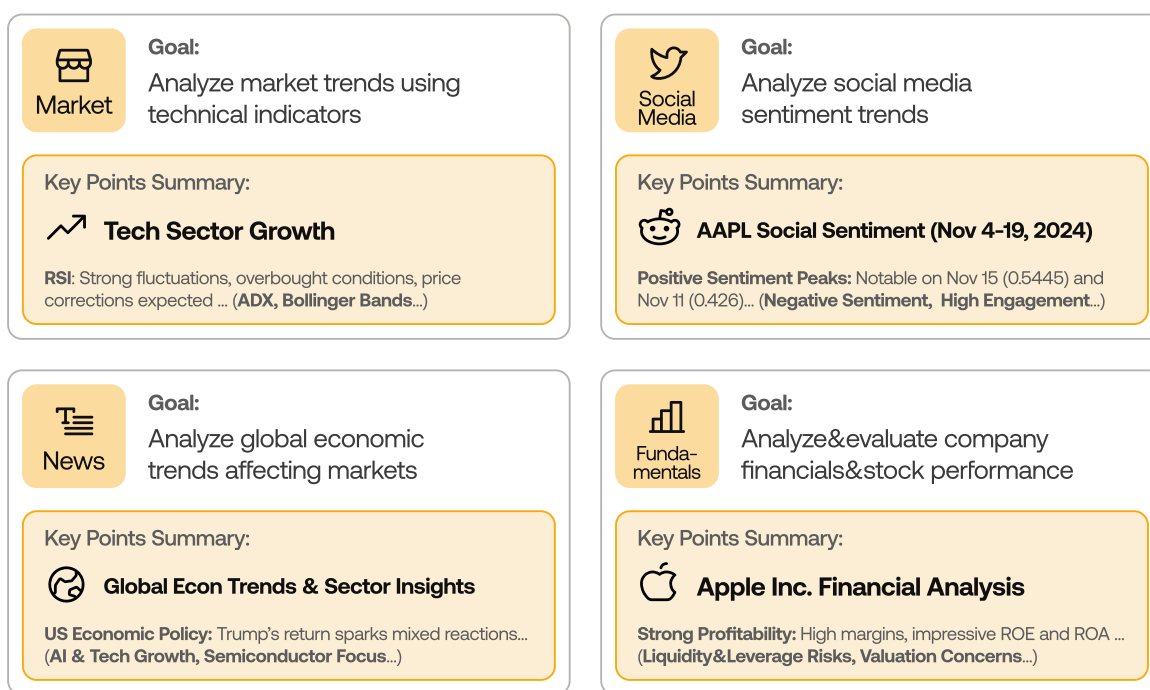 Market
Goal:
Analyze market trends using
technical indicators
Key Points Summary:
Tech Sector Growth
RSI: Strong fluctuations, overbought conditions, price
corrections expected ... (ADX, Bollinger Bands...)
Social
Media
Goal:
Analyze social media
sentiment trends
Key Points Summary:
AAPL Social Sentiment (Nov 4-19, 2024)
Positive Sentiment Peaks: Notable on Nov 15 (0.5445) and
Nov 11 (0.426)... (Negative Sentiment, High Engagement...)
News
Goal:
Analyze global economic
trends affecting markets
Key Points Summary:
Global Econ Trends & Sector Insights
US Economic Policy: Trump’s return sparks mixed reactions...
(AI & Tech Growth, Semiconductor Focus...)
Funda-
mentals
Goal:
Analyze&evaluate company
financials&stock performance
Key Points Summary:
Apple Inc. Financial Analysis
Strong Profitability: High margins, impressive ROE and ROA ...
(Liquidity&Leverage Risks, Valuation Concerns...)